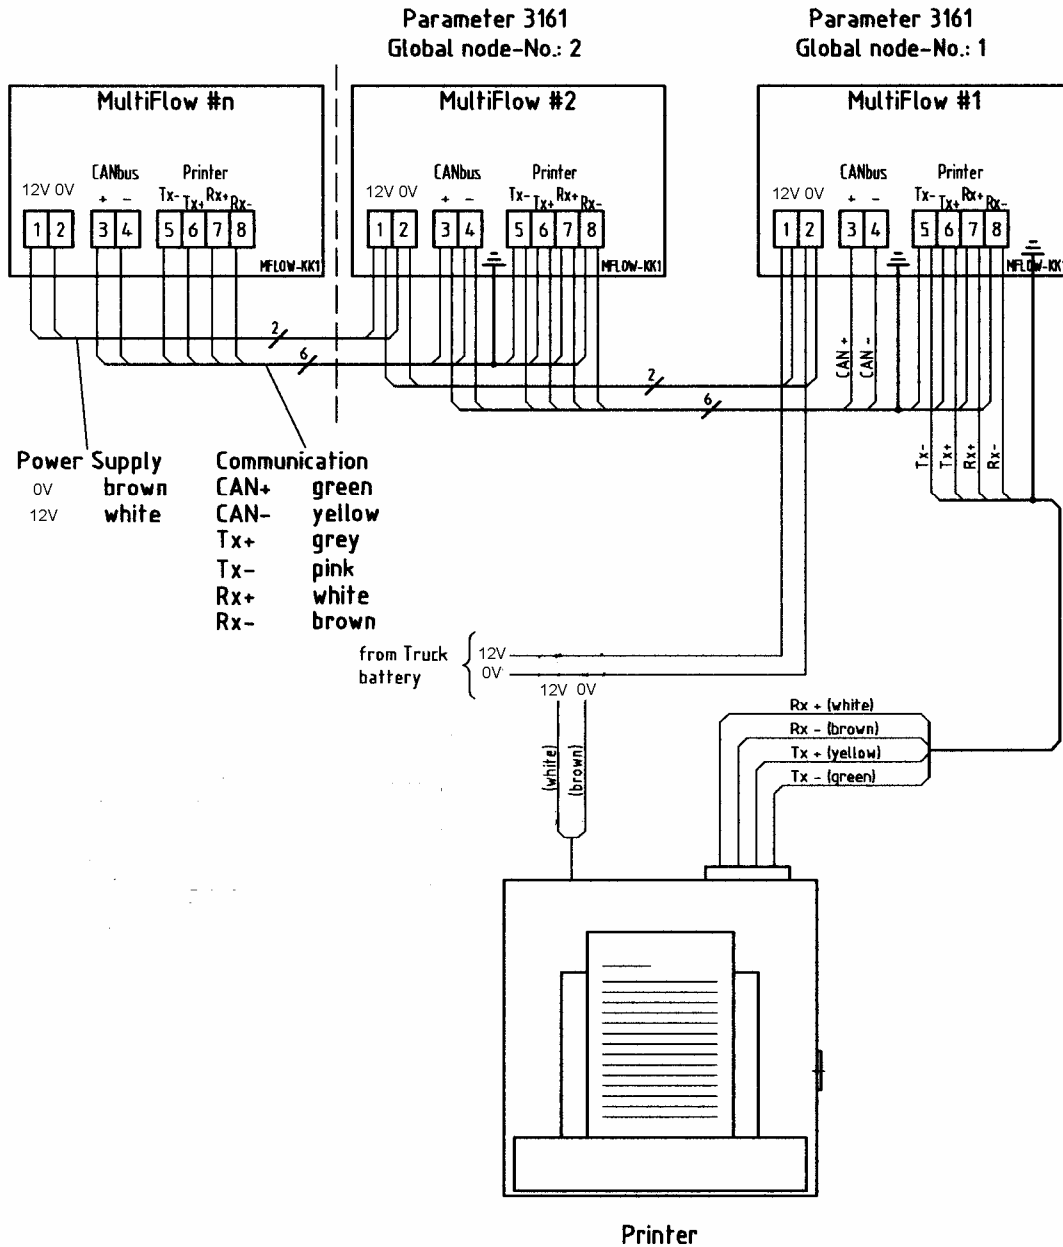 Parameter 3161
Global node-No.: 2
Parameter 3161
Global node-No.: 1
MultiFlow #n
MultiFlow #2
MultiFlow #1
CANbus
Printer
12V 0V
+ -
Tx- Tx+ Rx+ Rx-
1 2 3 4 5 6 7 8
MFLOW-KK1
CANbus
Printer
12V 0V
+ -
Tx- Tx+ Rx+ Rx-
1 2 3 4 5 6 7 8
MFLOW-KK1
CANbus
Printer
12V 0V
+ -
Tx- Tx+ Rx+ Rx-
1 2 3 4 5 6 7 8
MFLOW-KK1
2
6
2
6
CAN +
CAN -
Tx-
Tx+
Rx+
Rx-
Power Supply
0V brown
12V white
Communication
CAN+ green
CAN- yellow
Tx+ grey
Tx- pink
Rx+ white
Rx- brown
from Truck
battery
12V
0V
12V 0V
(white)
(brown)
Rx + (white)
Rx - (brown)
Tx + (yellow)
Tx - (green)
Printer